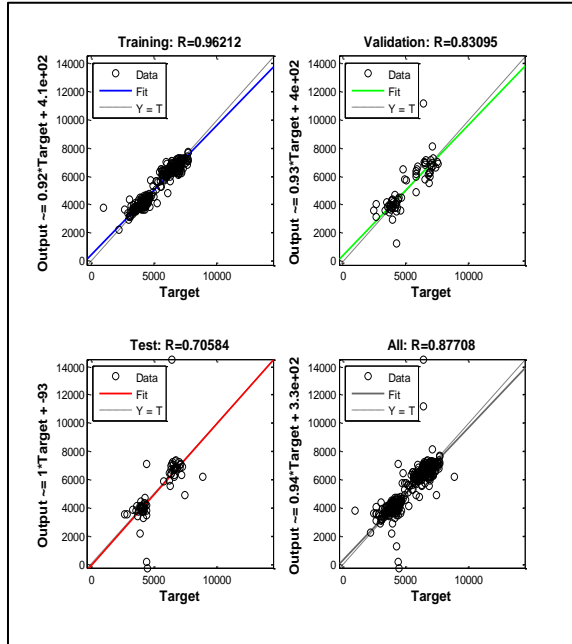 Training: R=0.96212
Output ~= 0.92*Target + 4.1e+02
14000
12000
10000
8000
6000
4000
2000
0
Data
Fit
Y = T
0 5000 10000
Target
Validation: R=0.83095
Output ~= 0.93*Target + 4e+02
14000
12000
10000
8000
6000
4000
2000
0
Data
Fit
Y = T
0 5000 10000
Target
Test: R=0.70584
Output ~= 1*Target + -93
14000
12000
10000
8000
6000
4000
2000
0
Data
Fit
Y = T
0 5000 10000
Target
All: R=0.87708
Output ~= 0.94*Target + 3.3e+02
14000
12000
10000
8000
6000
4000
2000
0
Data
Fit
Y = T
0 5000 10000
Target